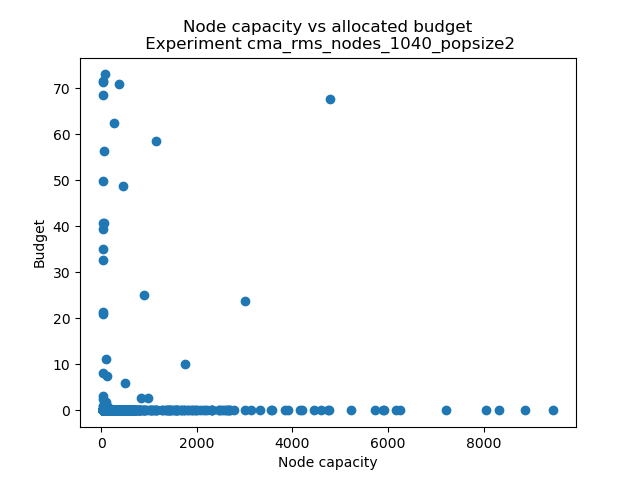 Node capacity vs allocated budget
Experiment cma_rms_nodes_1040_popsize2
70
60
50
40
30
20
10
0
Budget
0 2000 4000 6000 8000
Node capacity